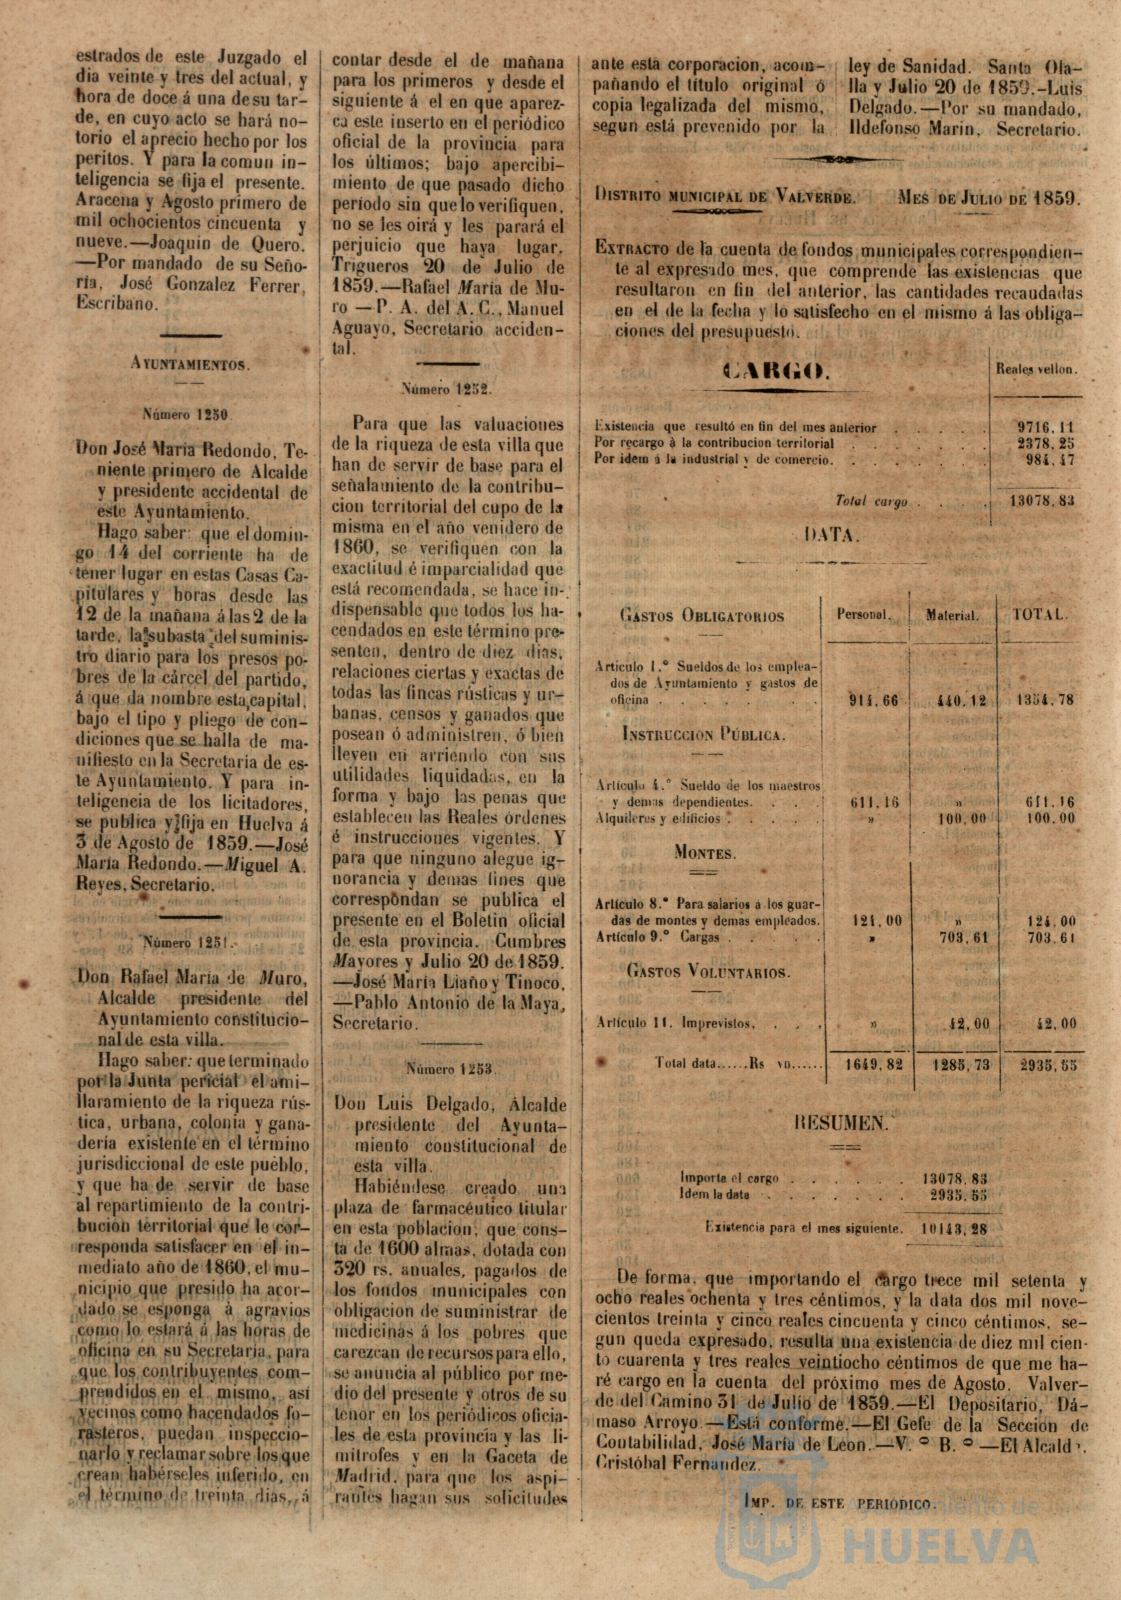 estrados de este Juzgado el
dia veinte y tres del actual, y
hora de doce á una de su tar-
de, en cuyo acto se hará no-
torio el aprecio hecho por los
peritos. Y para la comun in-
teligencia se fija el presente.
Aracena y Agosto primero de
mil ochocientos cincuenta y
nueve.—Joaquin de Quero.
—Por mandado de su Seño-
ría, José Gonzalez Ferrer,
Escribano.
AYUNTAMIENTOS.
Número 1250.
Don José Maria Redondo, Te-
niente primero de Alcalde
y presidente accidental de
este Ayuntamiento.
Hago saber: que el domin-
go 14 del corriente ha de
tener lugar en estas Casas Ca-
pitulares y horas desde las
12 de la mañana á las 2 de la
tarde, la subasta del suminis-
tro diario para los presos po-
bres de la cárcel del partido,
á que da nombre esta capital,
bajo el tipo y pliego de con-
diciones que se halla de ma-
nifiesto en la Secretaria de es-
te Ayuntamiento. Y para in-
teligencia de los licitadores,
se publica y fija en Huelva á
3 de Agosto de 1859.—José
María Redondo.—Miguel A.
Reyes, Secretario.
Número 1251.
Don Rafael Maria de Muro,
Alcalde presidente del
Ayuntamiento constitucio-
nal de esta villa.
Hago saber: que terminado
por la Junta pericial el ami-
llaramiento de la riqueza rús-
tica, urbana, colonia y gana-
dería existente en el término
jurisdiccional de este pueblo,
y que ha de servir de base
al repartimiento de la contri-
bucion territorial que le cor-
responda satisfacer en el in-
mediato año de 1860, el mu-
nicipio que presido ha acor-
dado se esponga á agravios
como lo estará á las horas de
oficina en su Secretaria, para
que los contribuyentes com-
prendidos en el mismo, asi
vecinos como hacendados fo-
rasteros, puedan inspeccio-
narlo y reclamar sobre los que
crean habérseles inferido, en
el término de treinta dias, á
contar desde el de mañana
para los primeros y desde el
siguiente á el en que aparez-
ca este inserto en el periódico
oficial de la provincia para
los últimos; bajo apercibi-
miento de que pasado dicho
periodo sin que lo verifiquen,
no se les oirá y les parará el
perjuicio que haya lugar.
Trigueros 20 de Julio de
1859.—Rafael Maria de Mu-
ro —P. A. del A. C., Manuel
Aguayo, Secretario acciden-
tal.
Número 1252.
Para que las valuaciones
de la riqueza de esta villa que
han de servir de base para el
señalamiento de la contribu-
cion territorial del cupo de la
misma en el año venidero de
1860, se verifiquen con la
exactitud é imparcialidad que
está recomendada, se hace in-
dispensable que todos los ha-
cendados en este término pre-
senten, dentro de diez dias,
relaciones ciertas y exactas de
todas las fincas rústicas y ur-
banas, censos y ganados que
posean ó administren, ó bien
lleven en arriendo con sus
utilidades liquidadas, en la
forma y bajo las penas que
establecen las Reales órdenes
é instrucciones vigentes. Y
para que ninguno alegue ig-
norancia y demas fines que
correspondan se publica el
presente en el Boletin oficial
de esta provincia. Cumbres
Mayores y Julio 20 de 1859.
—José Maria Liaño y Tinoco.
—Pablo Antonio de la Maya,
Secretario.
Número 1253.
Don Luis Delgado, Alcalde
presidente del Ayunta-
miento constitucional de
esta villa.
Habiéndese creado una
plaza de farmacéutico titular
en esta poblacion, que cons-
ta de 1600 almas, dotada con
320 rs. anuales, pagados de
los fondos municipales con
obligacion de suministrar de
medicinas á los pobres que
carezcan de recursos para ello,
se anuncia al público por me-
dio del presente y otros de su
tenor en los periódicos oficia-
les de esta provincia y las li-
mitrofes y en la Gaceta de
Madrid, para que los aspi-
rantes hagan sus solicitudes
ante esta corporacion, acom-
pañando el título original ó
copia legalizada del mismo,
segun está prevenido por la
ley de Sanidad. Santa Ola-
lla y Julio 20 de 1859.-Luis
Delgado.—Por su mandado,
Ildefonso Marin, Secretario.
DISTRITO MUNICIPAL DE VALVERDE. MES DE JULIO DE 1859.
EXTRACTO de la cuenta de fondos municipales correspondien-
te al expresado mes, que comprende las existencias que
resultaron en fin del anterior, las cantidades recaudadas
en el de la fecha y lo satisfecho en el mismo á las obliga-
ciones del presupuesto.
CARGO. Reales vellon.
Existencia que resultó en fin del mes anterior . . . . . 9716,11
Por recargo á la contribucion territorial . . . . . . 2378,25
Por idem á la industrial y de comercio. . . . . . . 984,47
Total cargo . . . . 13078,83
DATA.
GASTOS OBLIGATORIOS Personal. Material. TOTAL.
Articulo 1.º Sueldos de los emplea-
dos de Ayuntamiento y gastos de
oficina . . . . . . . 914,66 440,12 1354,78
INSTRUCCION PÚBLICA.
Artículo 4.º Sueldo de los maestros
y demas dependientes. . . . 611,16 » 611,16
Alquileres y edificios . . . . . » 100,00 100,00
MONTES.
Artículo 8.º Para salarios á los guar-
das de montes y demas empleados. 124,00 » 124,00
Artículo 9.º Cargas . . . . . » 703,61 703,61
GASTOS VOLUNTARIOS.
Artículo 11. Imprevistos, . . . » 42,00 42,00
Total data......Rs vn...... 1649,82 1285,73 2935,55
RESUMEN.
Importa el cargo . . . . . . 13078,83
Idem la data . . . . . . . 2935,55
Existencia para el mes siguiente. 10143,28
De forma, que importando el cargo trece mil setenta y
ocho reales ochenta y tres céntimos, y la data dos mil nove-
cientos treinta y cinco reales cincuenta y cinco céntimos, se-
gun queda expresado, resulta una existencia de diez mil cien-
to cuarenta y tres reales veintiocho céntimos de que me ha-
ré cargo en la cuenta del próximo mes de Agosto. Valver-
de del Camino 31 de Julio de 1859.—El Depositario, Dá-
maso Arroyo.—Está conforme.—El Gefe de la Seccion de
Contabilidad, José Maria de Leon.—V.º B.º—El Alcald.
Cristóbal Fernandez.
IMP. DE ESTE PERIÓDICO.
Ayuntamiento de
HUELVA